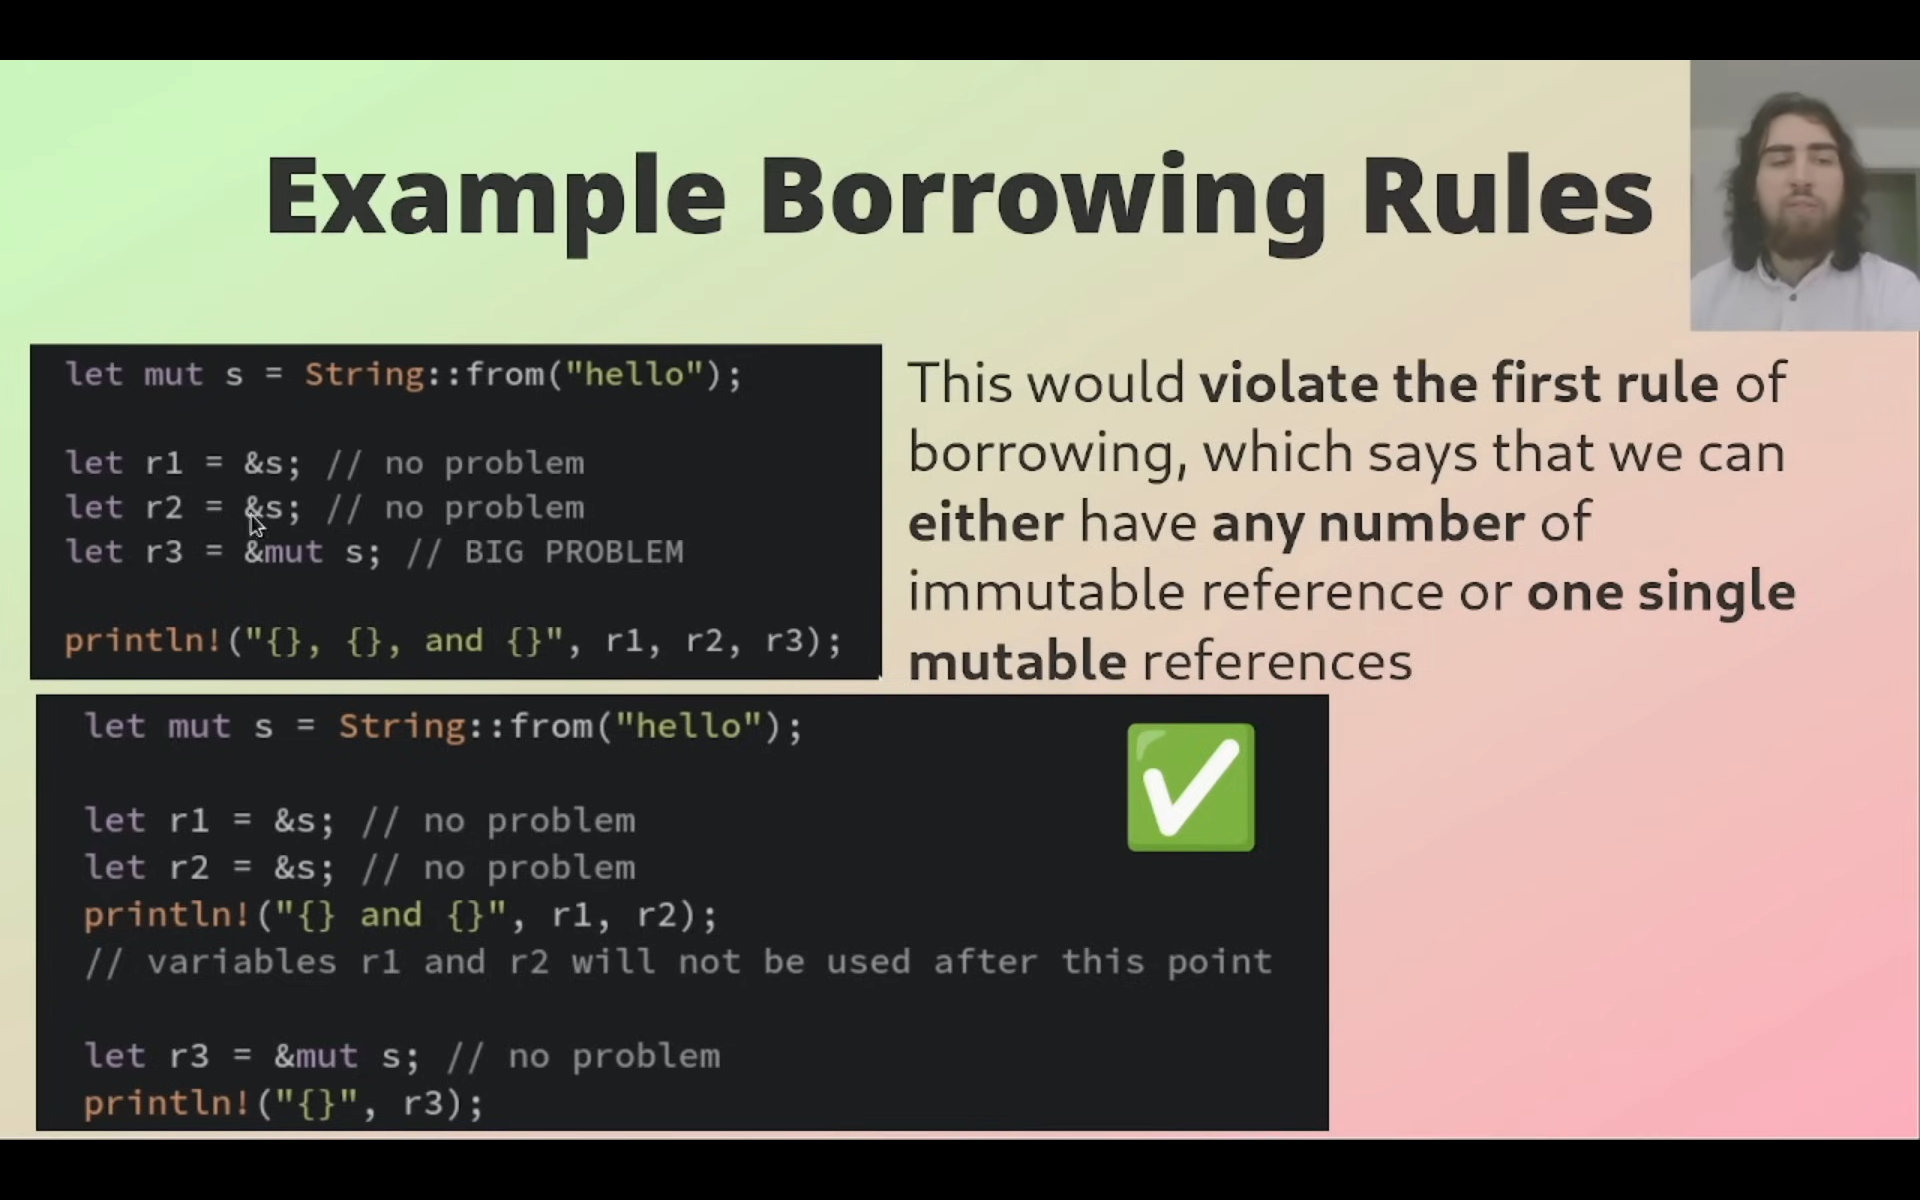 Example Borrowing Rules
let mut s = String::from("hello");
let r1 = &s; // no problem
let r2 = &s; // no problem
let r3 = &mut s; // BIG PROBLEM
println!("{}, {}, and {}", r1, r2, r3);
This would violate the first rule of
borrowing, which says that we can
either have any number of
immutable reference or one single
mutable references
let mut s = String::from("hello");
let r1 = &s; // no problem
let r2 = &s; // no problem
println!("{} and {}", r1, r2);
// variables r1 and r2 will not be used after this point
let r3 = &mut s; // no problem
println!("{}", r3);